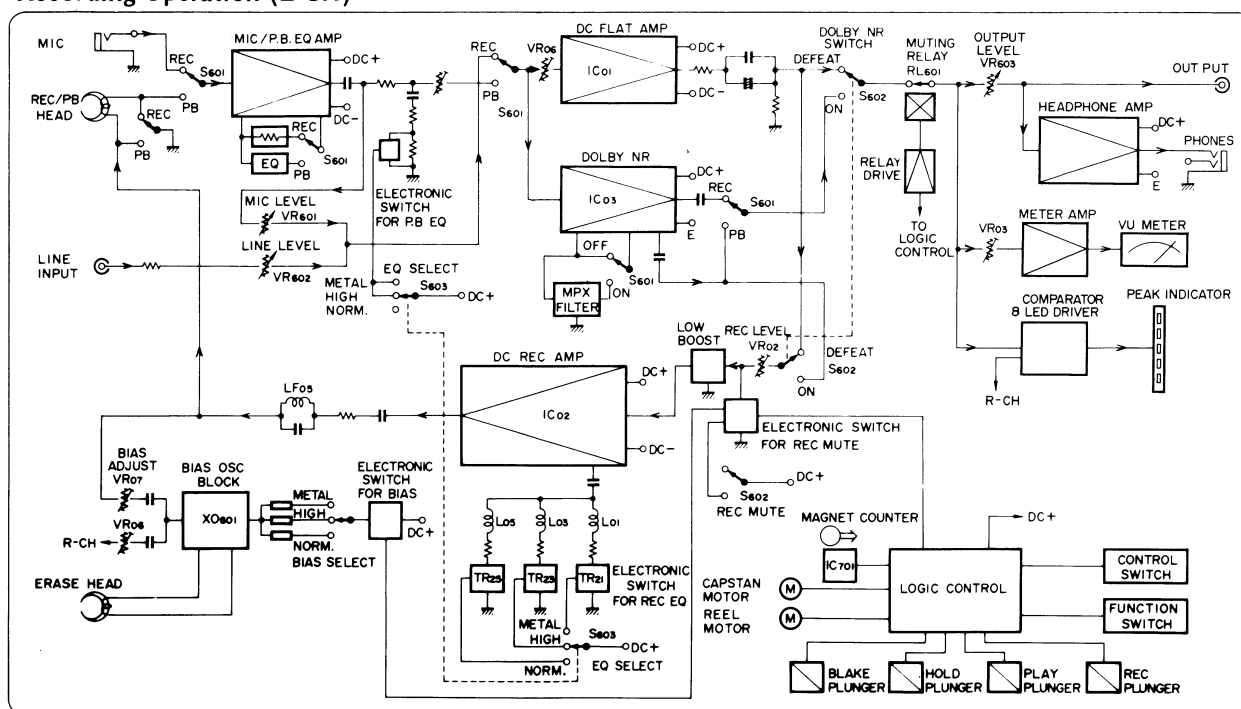 MIC
REC
S601
MIC/P.B. EQ AMP
DC+
DC-
REC/PB
HEAD
PB
REC
PB
REC
S601
EQ
PB
MIC LEVEL
VR601
LINE LEVEL
VR602
LINE
INPUT
ELECTRONIC
SWITCH
FOR P.B EQ
EQ SELECT
S603
METAL
HIGH
NORM.
DC+
REC
PB
S601
VR06
DC FLAT AMP
IC01
DC+
DC-
DOLBY NR
IC03
DC+
E
REC
S601
PB
OFF
S601
ON
MPX
FILTER
DOLBY NR
SWITCH
DEFEAT
S602
ON
MUTING
RELAY
RL601
RELAY
DRIVE
TO
LOGIC
CONTROL
OUTPUT
LEVEL
VR603
OUTPUT
HEADPHONE AMP
DC+
E
PHONES
VR03
METER AMP
VU METER
COMPARATOR
8 LED DRIVER
R-CH
PEAK INDICATOR
LOW
BOOST
REC LEVEL
VR02
DEFEAT
S602
ON
ELECTRONIC SWITCH
FOR REC MUTE
DC+
S602
REC MUTE
DC REC AMP
IC02
DC+
DC-
LF05
BIAS
ADJUST
VR07
VR06
R-CH
BIAS OSC
BLOCK
XO601
METAL
HIGH
NORM.
BIAS SELECT
ELECTRONIC
SWITCH
FOR BIAS
DC+
ERASE HEAD
L05
L03
L01
TR25
TR23
TR21
ELECTRONIC
SWITCH
FOR REC EQ
METAL
HIGH
NORM.
S603
DC+
EQ SELECT
MAGNET COUNTER
IC701
CAPSTAN
MOTOR
M
REEL
MOTOR
M
LOGIC CONTROL
DC+
CONTROL
SWITCH
FUNCTION
SWITCH
BLAKE
PLUNGER
HOLD
PLUNGER
PLAY
PLUNGER
REC
PLUNGER